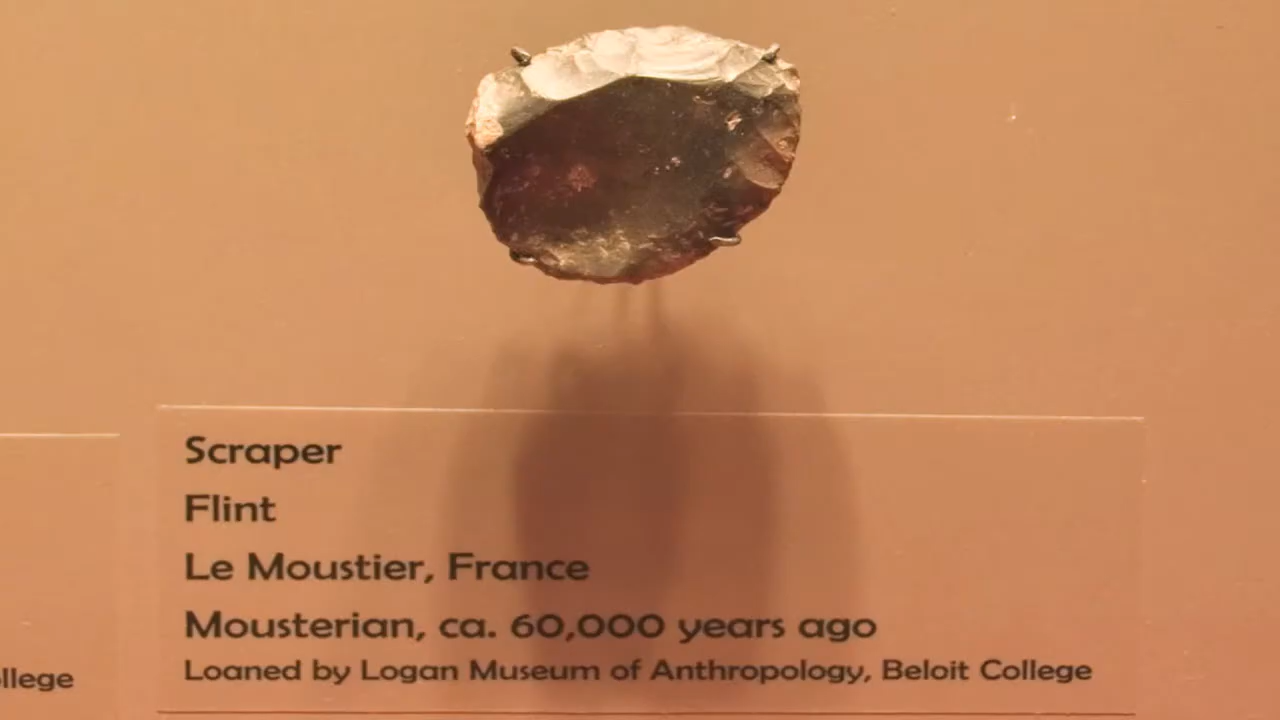 Scraper
Flint
Le Moustier, France
Mousterian, ca. 60,000 years ago
Loaned by Logan Museum of Anthropology, Beloit College
llege